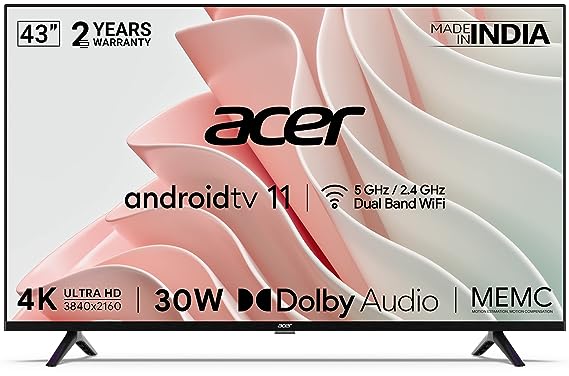 43” 2 YEARS WARRANTY MADE IN INDIA
acer
androidtv 11 5 GHz / 2.4 GHz Dual Band WiFi
4K ULTRA HD 3840x2160 30W Dolby Audio MEMC MOTION ESTIMATION, MOTION COMPENSATION
acer